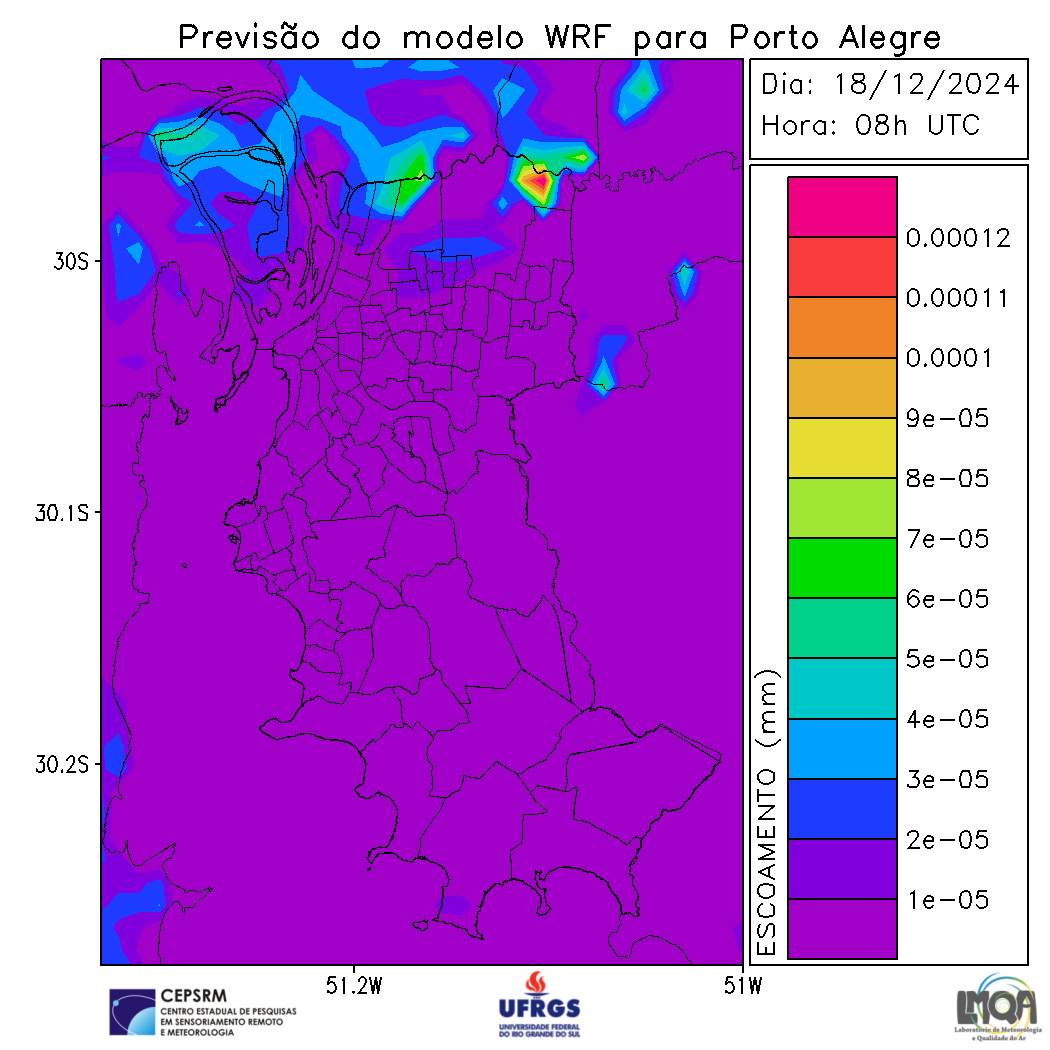 Previsão do modelo WRF para Porto Alegre
Dia: 18/12/2024
Hora: 08h UTC
30S
30.1S
30.2S
51.2W
51W
ESCOAMENTO (mm)
0.00012
0.00011
0.0001
9e-05
8e-05
7e-05
6e-05
5e-05
4e-05
3e-05
2e-05
1e-05
CEPSRM
CENTRO ESTADUAL DE PESQUISAS
EM SENSORIAMENTO REMOTO
E METEOROLOGIA
UFRGS
UNIVERSIDADE FEDERAL
DO RIO GRANDE DO SUL
LMQA
Laboratório de Meteorologia
e Qualidade do Ar